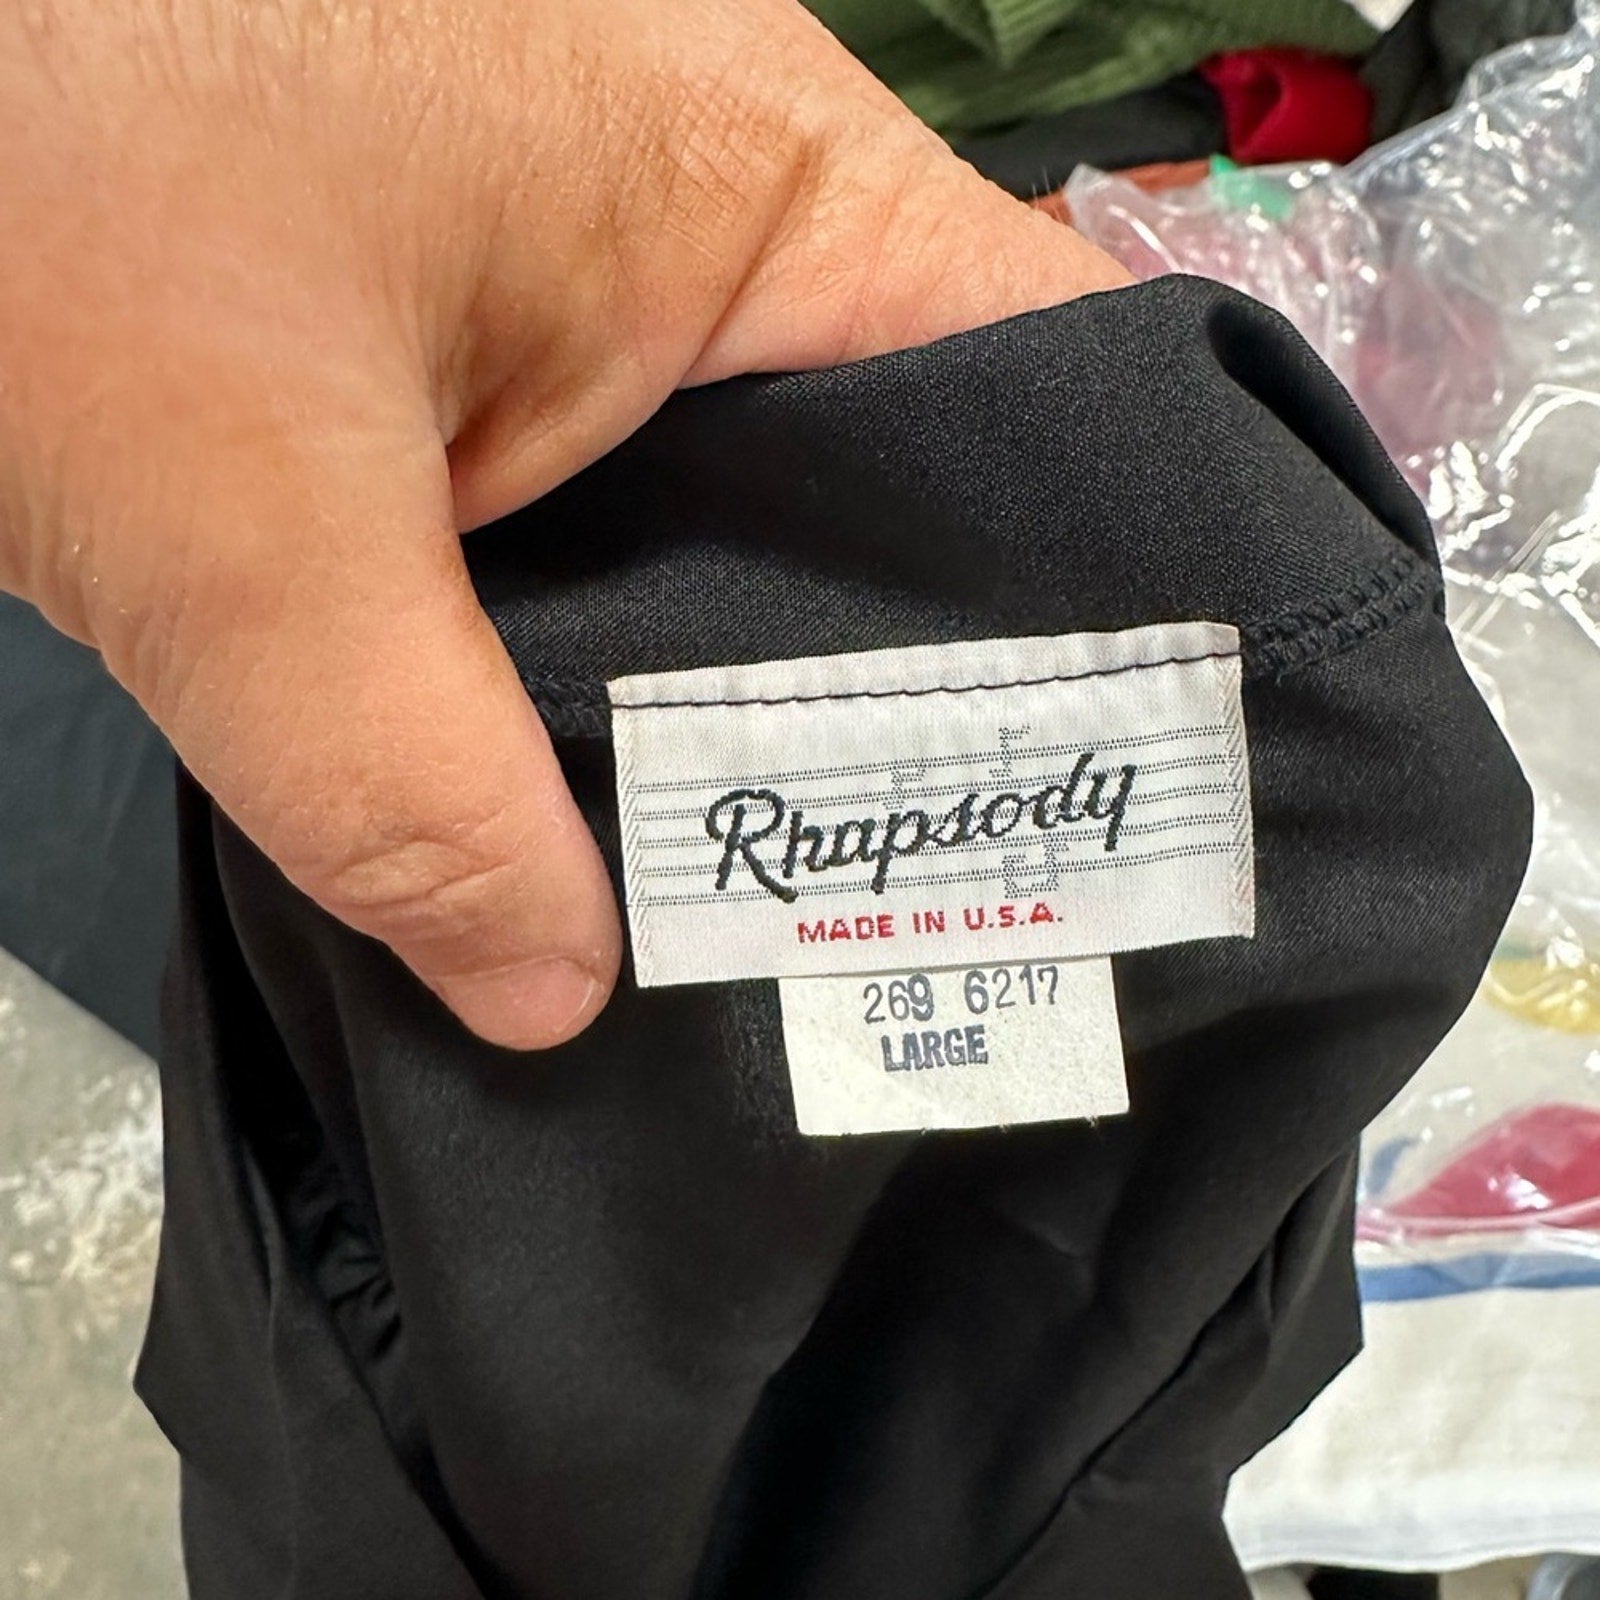 Rhapsody
MADE IN U.S.A.
269 6217
LARGE